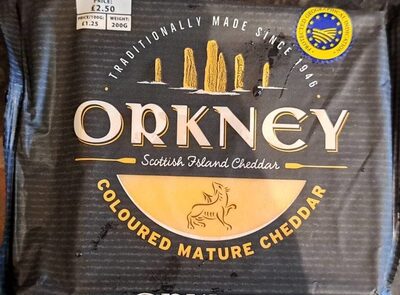 PRICE:
£2.50
PRICE/100G:
£1.25
WEIGHT:
200G
TRADITIONALLY MADE SINCE 1946
ORKNEY
Scottish Island Cheddar
COLOURED MATURE CHEDDAR